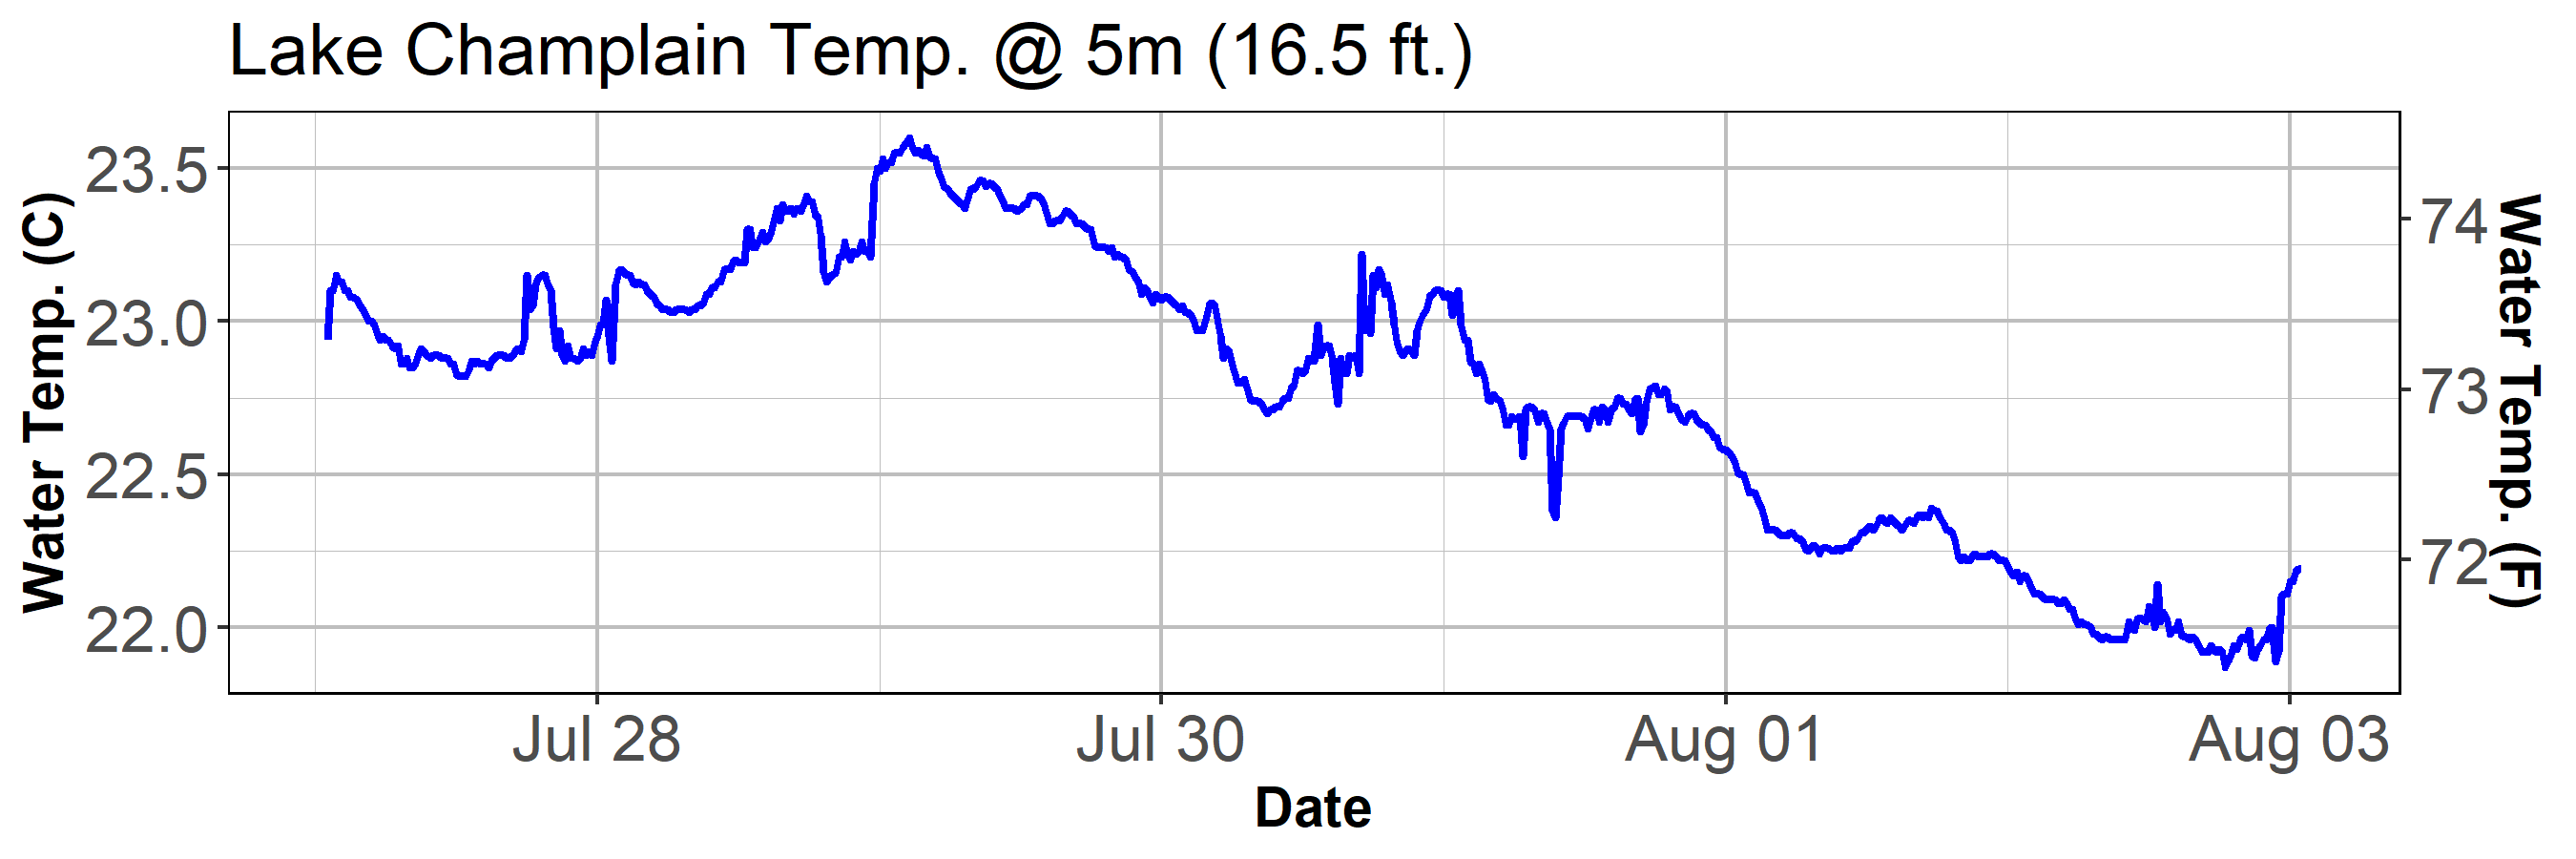 Lake Champlain Temp. @ 5m (16.5 ft.)
Water Temp. (C)
23.5
23.0
22.5
22.0
74
73
72
Water Temp. (F)
Jul 28
Jul 30
Aug 01
Aug 03
Date